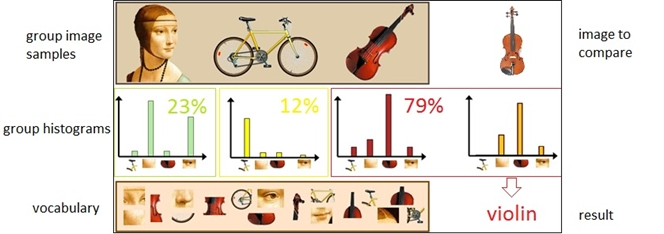 group image
samples
image to
compare
23%
12%
79%
group histograms
vocabulary
violin
result